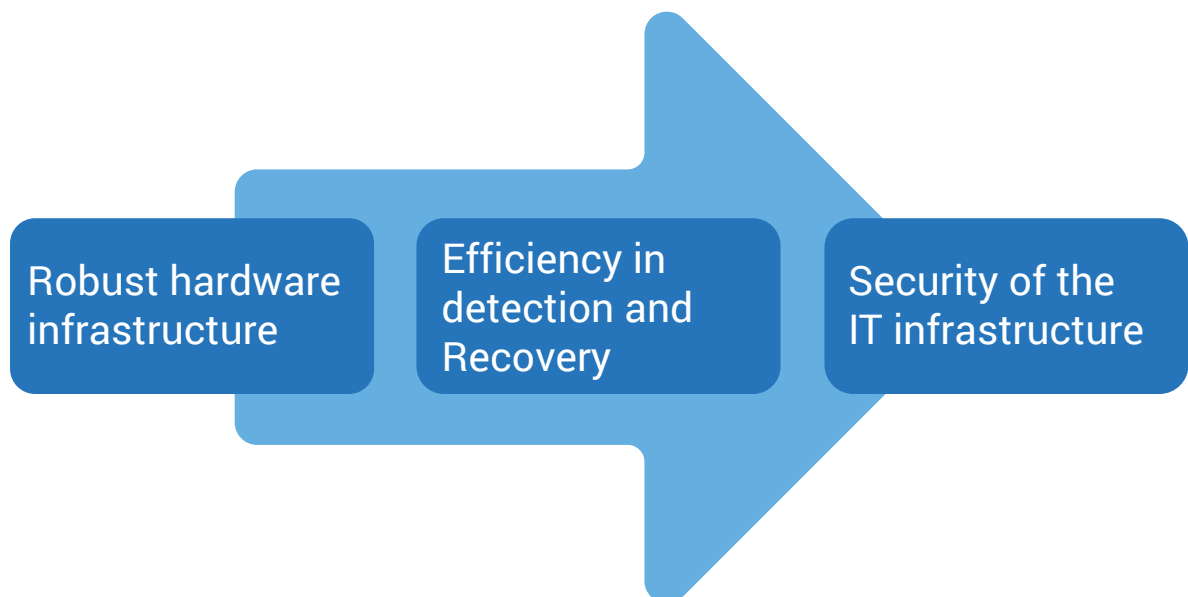 Robust hardware
infrastructure
Efficiency in
detection and
Recovery
Security of the
IT infrastructure